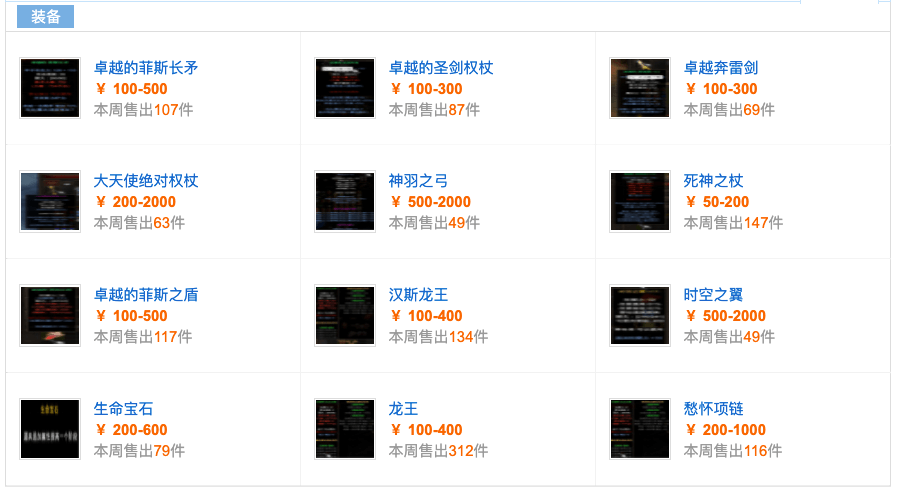 装备
卓越的菲斯长矛
¥ 100-500
本周售出107件
卓越的圣剑权杖
¥ 100-300
本周售出87件
卓越奔雷剑
¥ 100-300
本周售出69件
大天使绝对权杖
¥ 200-2000
本周售出63件
神羽之弓
¥ 500-2000
本周售出49件
死神之杖
¥ 50-200
本周售出147件
卓越的菲斯之盾
¥ 100-500
本周售出117件
汉斯龙王
¥ 100-400
本周售出134件
时空之翼
¥ 500-2000
本周售出49件
生命宝石
¥ 200-600
本周售出79件
龙王
¥ 100-400
本周售出312件
愁怀项链
¥ 200-1000
本周售出116件